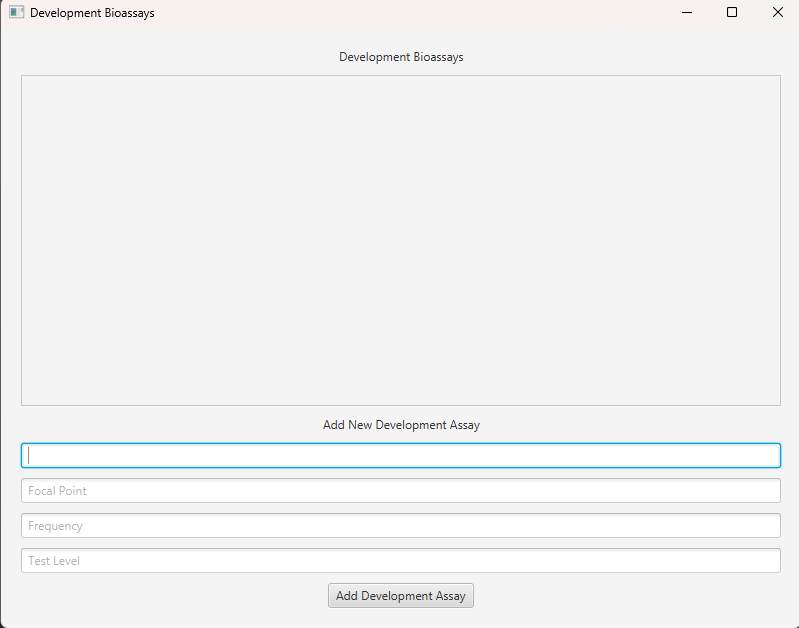 Development Bioassays
Development Bioassays
Add New Development Assay
Focal Point
Frequency
Test Level
Add Development Assay